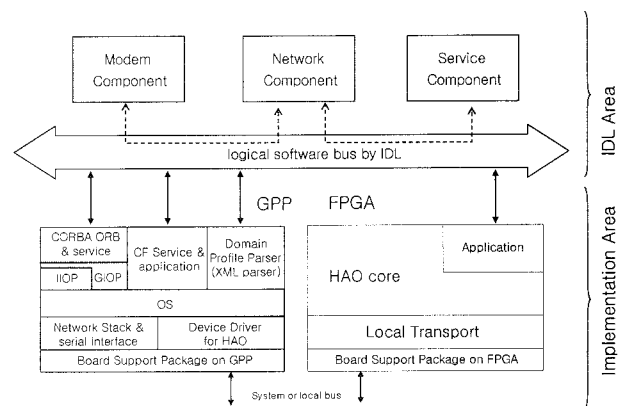 Modem
Component
Network
Component
Service
Component
logical software bus by IDL
IDL Area
GPP
FPGA
CORBA ORB
& service
IIOP
GIOP
CF Service &
application
Domain
Profile Parser
(XML parser)
OS
Network Stack &
serial interface
Device Driver
for HAO
Board Support Package on GPP
HAO core
Application
Local Transport
Board Support Package on FPGA
System or local bus
Implementation Area